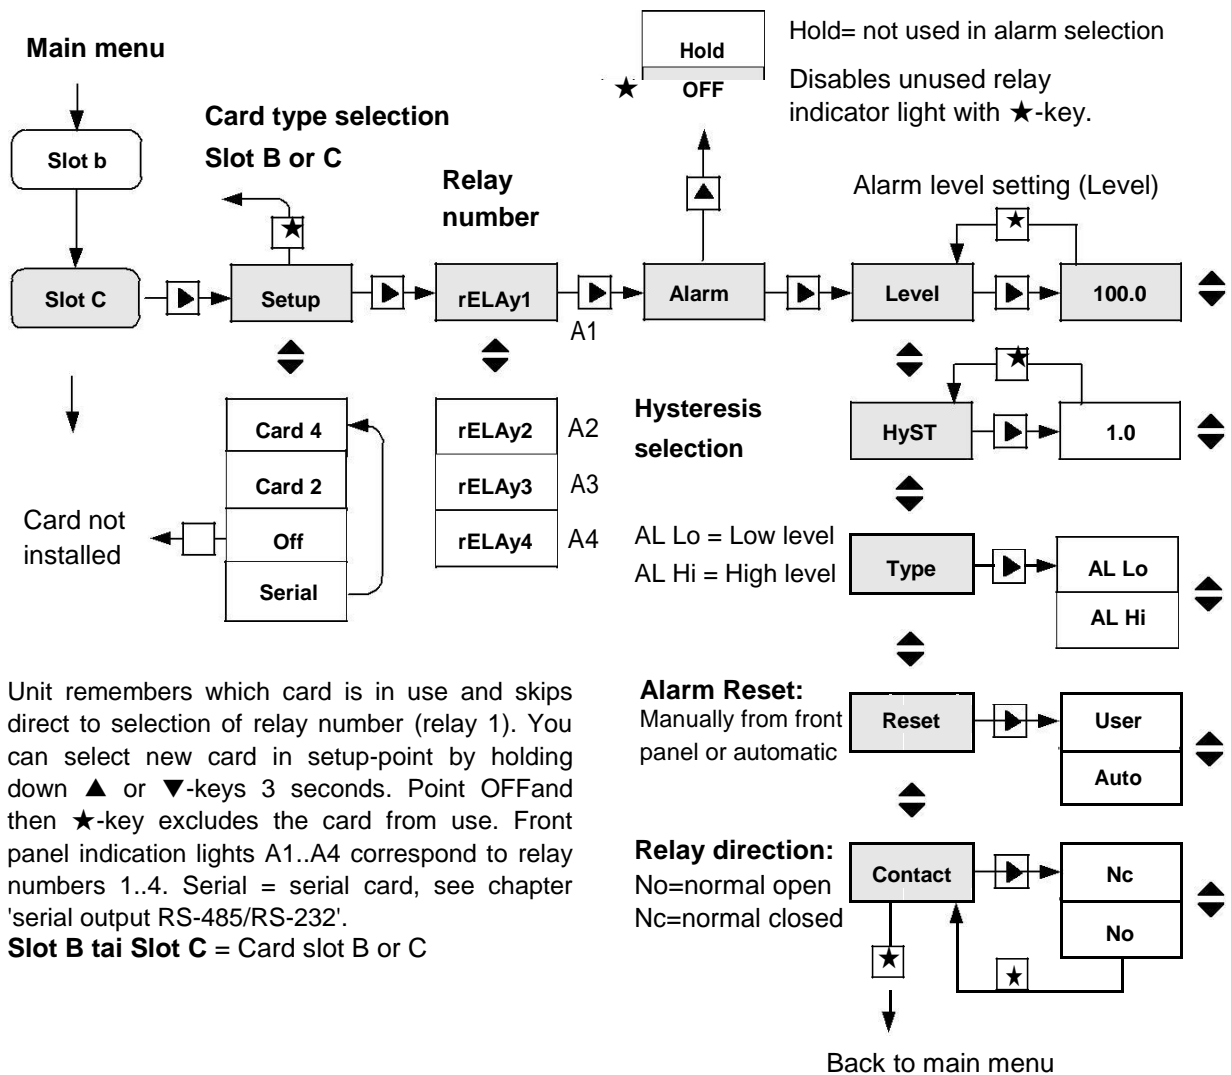 Main menu
Hold
OFF
Hold= not used in alarm selection
Disables unused relay
indicator light with ★-key.
Card type selection
Slot B or C
Slot b
Relay
number
Alarm level setting (Level)
Slot C
Setup
rELAy1
A1
Alarm
Level
100.0
Card 4
Card 2
Off
Serial
Card not
installed
rELAy2 A2
rELAy3 A3
rELAy4 A4
Hysteresis
selection
HyST
1.0
AL Lo = Low level
AL Hi = High level
Type
AL Lo
AL Hi
Unit remembers which card is in use and skips
direct to selection of relay number (relay 1). You
can select new card in setup-point by holding
down ▲ or ▼-keys 3 seconds. Point OFFand
then ★-key excludes the card from use. Front
panel indication lights A1..A4 correspond to relay
numbers 1..4. Serial = serial card, see chapter
'serial output RS-485/RS-232'.
Slot B tai Slot C = Card slot B or C
Alarm Reset:
Manually from front
panel or automatic
Reset
User
Auto
Relay direction:
No=normal open
Nc=normal closed
Contact
Nc
No
Back to main menu